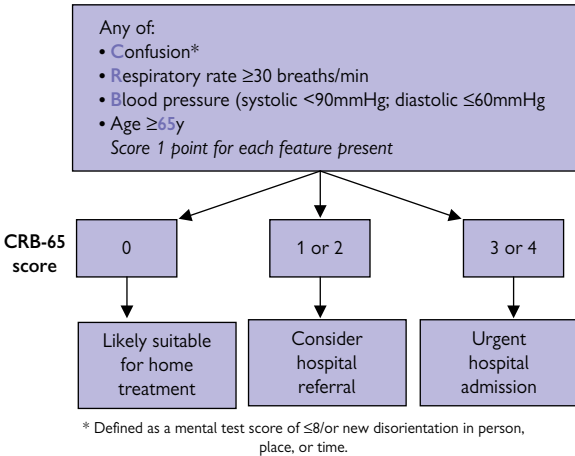 Any of:
• Confusion*
• Respiratory rate ≥30 breaths/min
• Blood pressure (systolic <90mmHg; diastolic ≤60mmHg
• Age ≥65y
Score 1 point for each feature present
CRB-65
score
0
1 or 2
3 or 4
Likely suitable
for home
treatment
Consider
hospital
referral
Urgent
hospital
admission
* Defined as a mental test score of ≤8/or new disorientation in person,
place, or time.